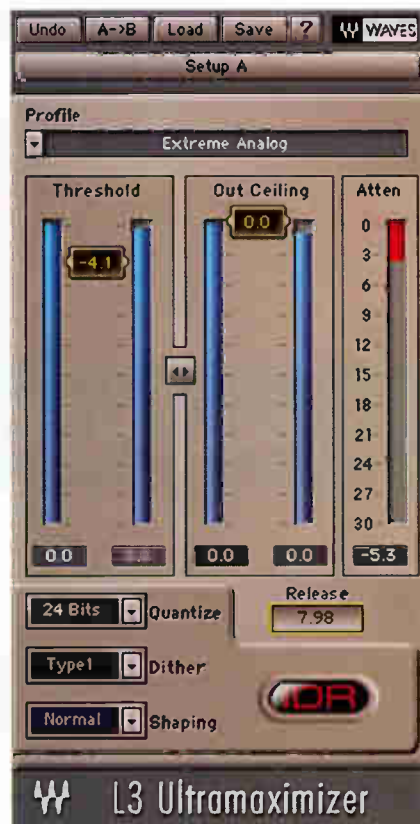 Undo A->B Load Save ? WAVES
Setup A
Profile
Extreme Analog
Threshold Out Ceiling Atten
0.0
-4.1
0
3
6
9
12
15
18
21
24
27
30
0.0 0.0 0.0 -5.3
24 Bits Quantize
Release
7.98
Type1 Dither
IDR
Normal Shaping
L3 Ultramaximizer